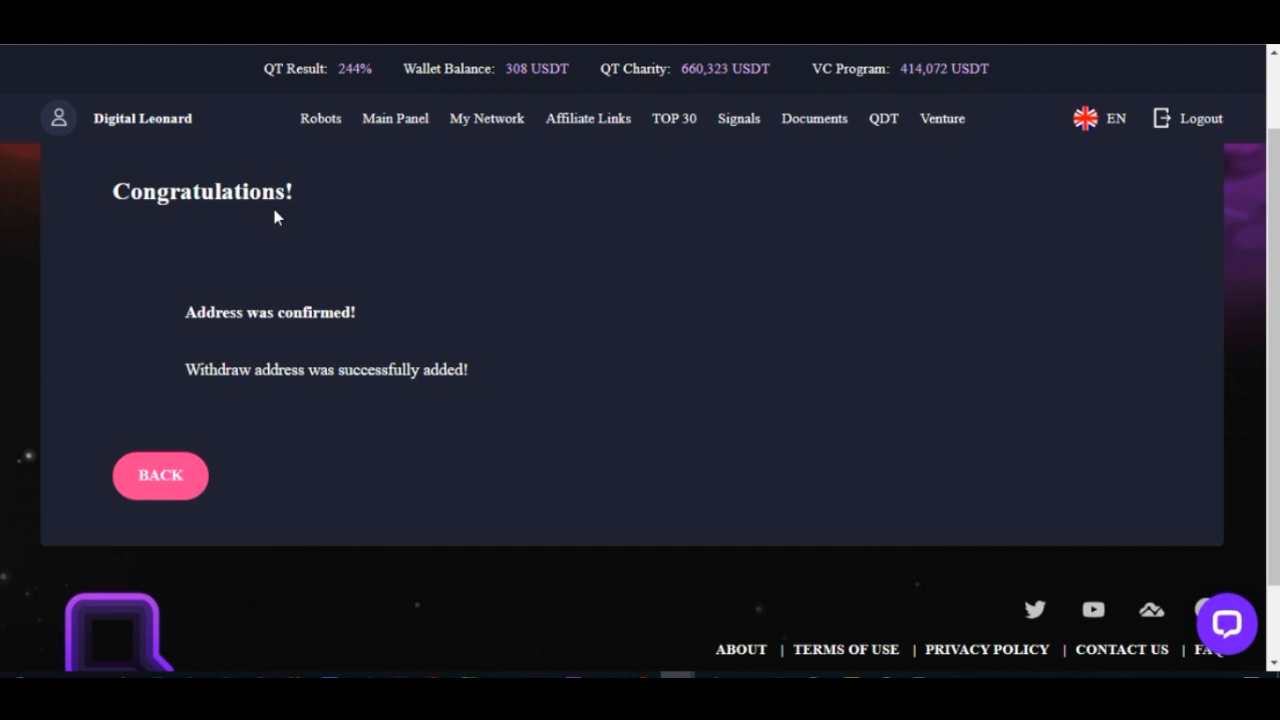 QT Result: 244% Wallet Balance: 308 USDT QT Charity: 660,323 USDT VC Program: 414,072 USDT
Digital Leonard Robots Main Panel My Network Affiliate Links TOP 30 Signals Documents QDT Venture EN Logout
Congratulations!
Address was confirmed!
Withdraw address was successfully added!
BACK
ABOUT | TERMS OF USE | PRIVACY POLICY | CONTACT US |